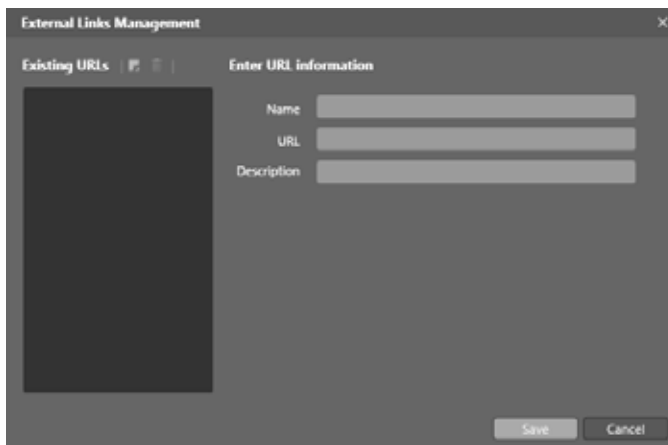 External Links Management
Existing URLs
Enter URL information
Name
URL
Description
Save
Cancel